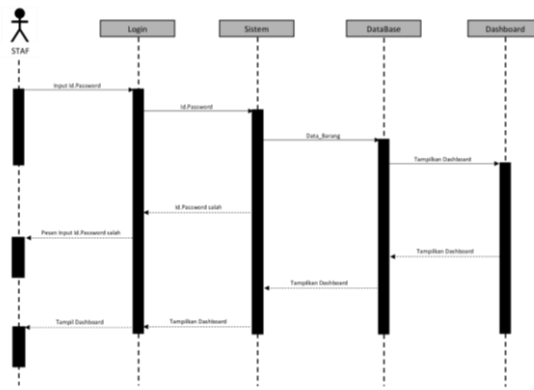 Login
Sistem
DataBase
Dashboard
STAF
Input Id.Password
Id.Password
Data_Barang
Tampilkan Dashboard
Id.Password salah
Pesan Input Id.Password salah
Tampilkan Dashboard
Tampilkan Dashboard
Tampilkan Dashboard
Tampil Dashboard